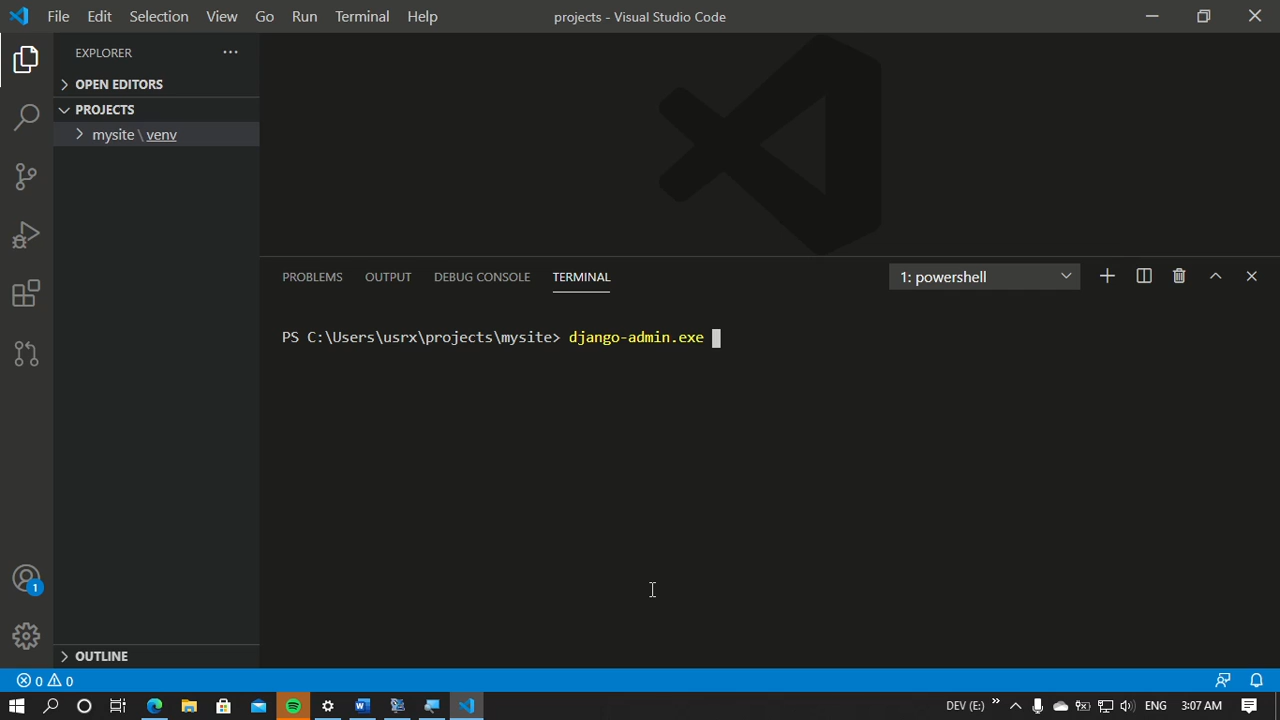 File Edit Selection View Go Run Terminal Help
projects - Visual Studio Code
EXPLORER
OPEN EDITORS
PROJECTS
mysite \ venv
PROBLEMS OUTPUT DEBUG CONSOLE TERMINAL
1: powershell
PS C:\Users\usrx\projects\mysite> django-admin.exe
1
OUTLINE
0 0
DEV (E:) » ENG 3:07 AM